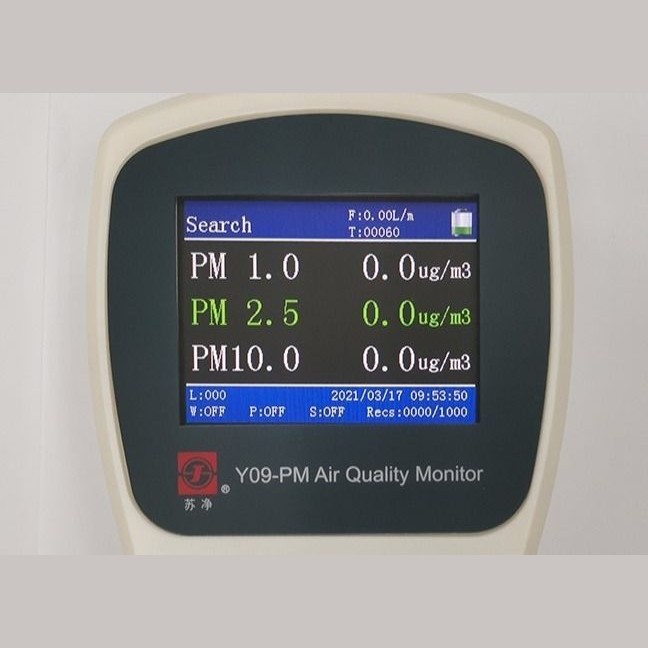 Search
F:0.00L/m
T:00060
PM 1.0 0.0ug/m3
PM 2.5 0.0ug/m3
PM10.0 0.0ug/m3
L:000 2021/03/17 09:53:50
W:OFF P:OFF S:OFF Recs:0000/1000
Y09-PM Air Quality Monitor
®
苏净